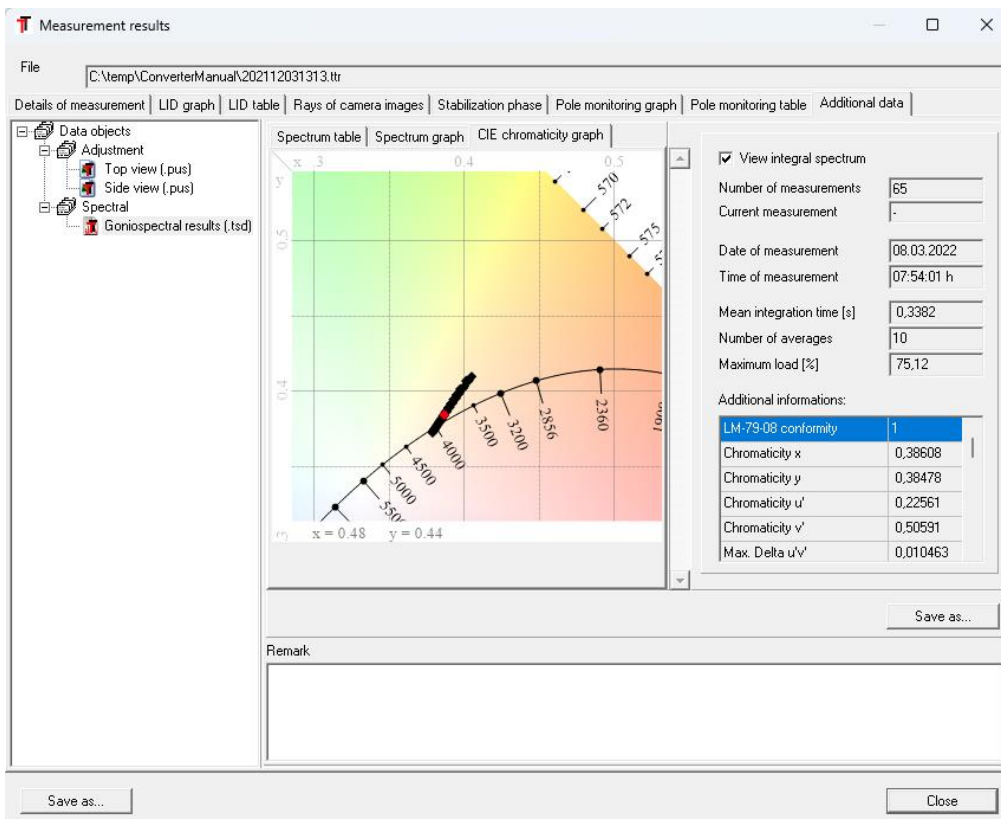 Measurement results
File
C:\temp\ConverterManual\202112031313.ttr
Details of measurement LID graph LID table Rays of camera images Stabilization phase Pole monitoring graph Pole monitoring table Additional data
Data objects
Adjustment
Top view (.pus)
Side view (.pus)
Spectral
Goniospectral results (.tsd)
Spectrum table Spectrum graph CIE chromaticity graph
x .3 0.4 0.5
y
0.5
0.4
570
572
575
4000
3500
3200
2856
2360
4500
5000
x = 0.48 y = 0.44
View integral spectrum
Number of measurements 65
Current measurement -
Date of measurement 08.03.2022
Time of measurement 07:54:01 h
Mean integration time [s] 0,3382
Number of averages 10
Maximum load [%] 75,12
Additional informations:
LM-79-08 conformity 1
Chromaticity x 0,38608
Chromaticity y 0,38478
Chromaticity u' 0,22561
Chromaticity v' 0,50591
Max. Delta u'v' 0,010463
Save as...
Remark
Save as...
Close